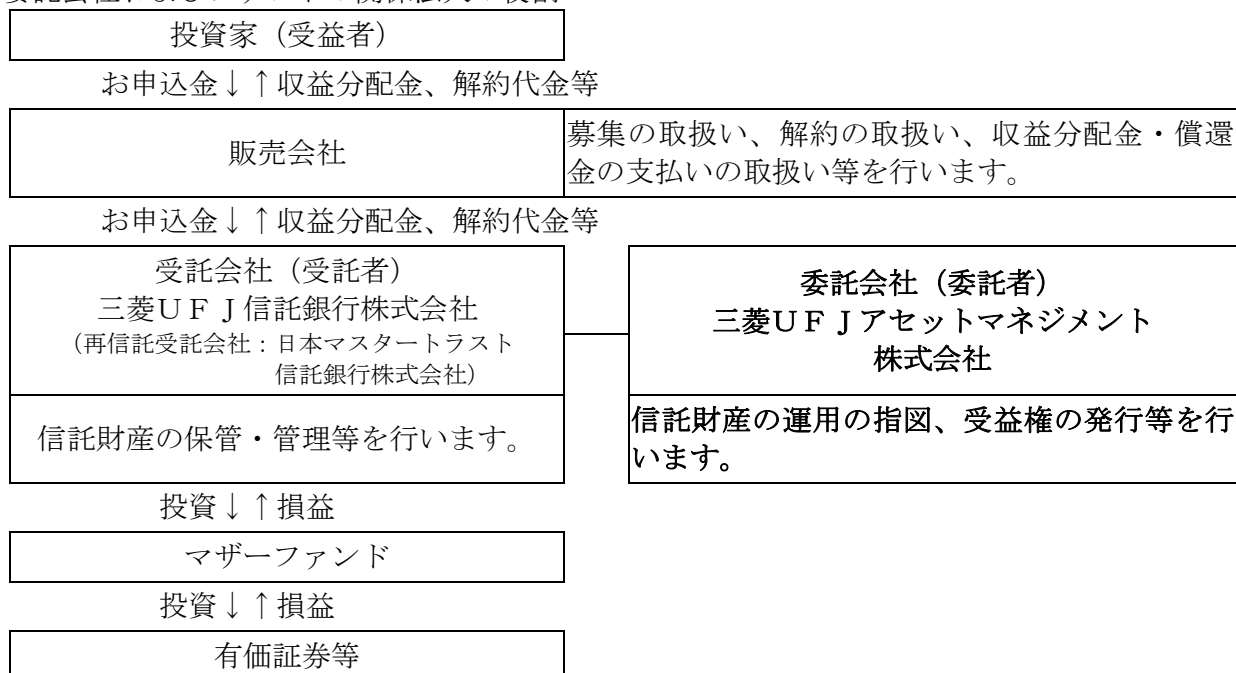 投資家（受益者）
お申込金↓↑収益分配金、解約代金等
販売会社
募集の取扱い、解約の取扱い、収益分配金・償還
金の支払いの取扱い等を行います。
お申込金↓↑収益分配金、解約代金等
受託会社（受託者）
三菱ＵＦＪ信託銀行株式会社
（再信託受託会社：日本マスタートラスト
信託銀行株式会社）
信託財産の保管・管理等を行います。
委託会社（委託者）
三菱ＵＦＪアセットマネジメント
株式会社
信託財産の運用の指図、受益権の発行等を行
います。
投資↓↑損益
マザーファンド
投資↓↑損益
有価証券等